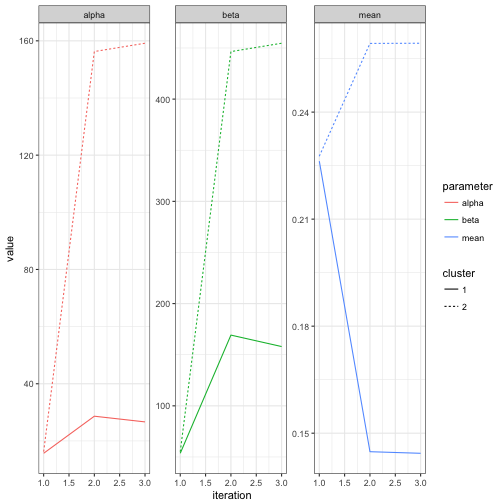 alpha beta mean
value
160
120
80
40
400
300
200
100
0.24
0.21
0.18
0.15
1.0 1.5 2.0 2.5 3.0 1.0 1.5 2.0 2.5 3.0 1.0 1.5 2.0 2.5 3.0
iteration
parameter
alpha
beta
mean
cluster
1
2